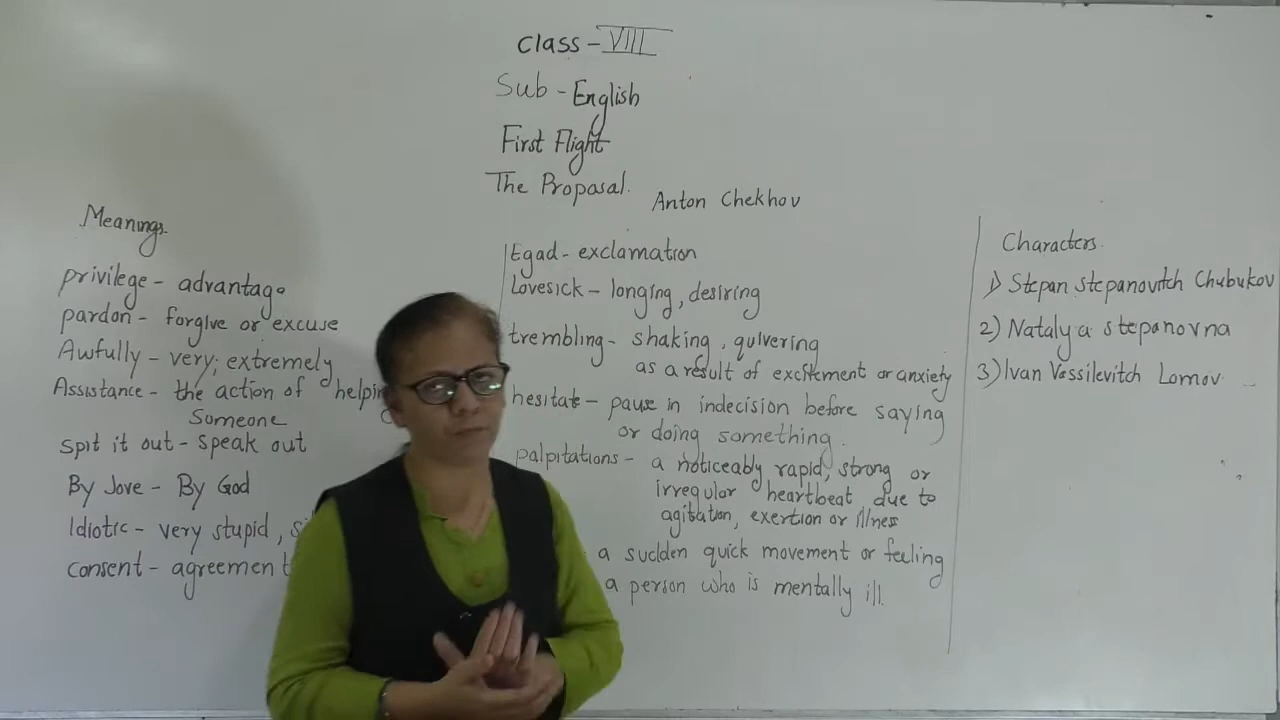 Class - VIII
Sub - English
First Flight
The Proposal.
Anton Chekhov
Meanings
privilege - advantage
pardon - forgive or excuse
Awfully - very; extremely
Assistance - the action of helping
Someone
Spit it out - speak out
By Jove - By God
Idiotic - very stupid,
consent - agreement
Egad - exclamation
Lovesick - longing, desiring
trembling - shaking, quivering
as a result of excitement or anxiety
hesitate - pause in indecision before saying
or doing something.
palpitations - a noticeably rapid, strong or
irregular heartbeat due to
agitation, exertion or illness
a sudden quick movement or feeling
a person who is mentally ill.
Characters.
1) Stepan Stepanovitch Chubukov
2) Natalya stepanovna
3) Ivan Vassilevitch Lomov